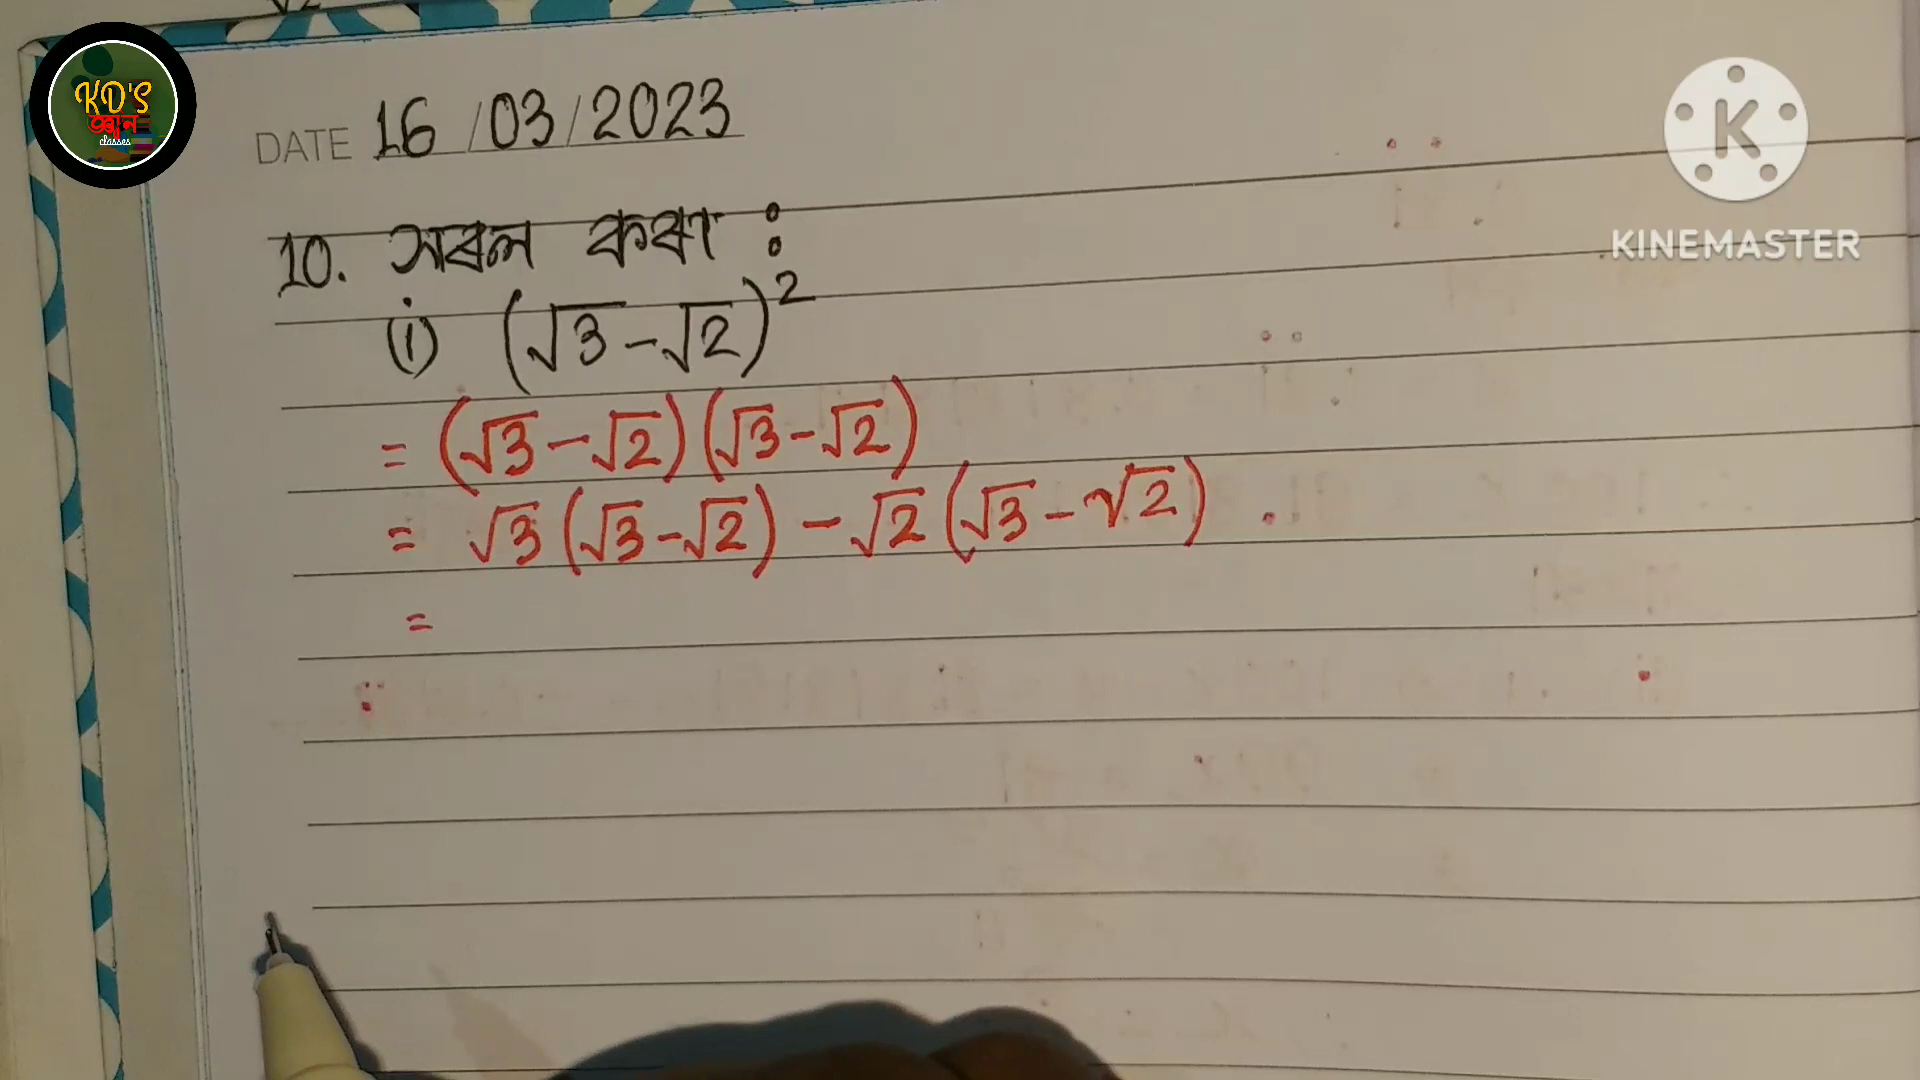 KD'S
জ্ঞান
classes
KINEMASTER
DATE 16/03/2023
10. সৰল কৰা :
(i) (√3-√2)²
= (√3-√2)(√3-√2)
= √3(√3-√2) - √2(√3-√2)
=